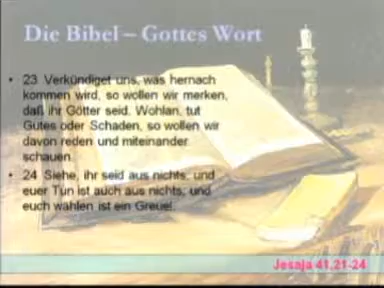 Die Bibel – Gottes Wort
• 23 Verkündiget uns, was hernach
kommen wird, so wollen wir merken,
daß ihr Götter seid. Wohlan, tut
Gutes oder Schaden, so wollen wir
davon reden und miteinander
schauen.
• 24 Siehe, ihr seid aus nichts, und
euer Tun ist auch aus nichts; und
euch wählen ist ein Greuel.
Jesaja 41,21-24